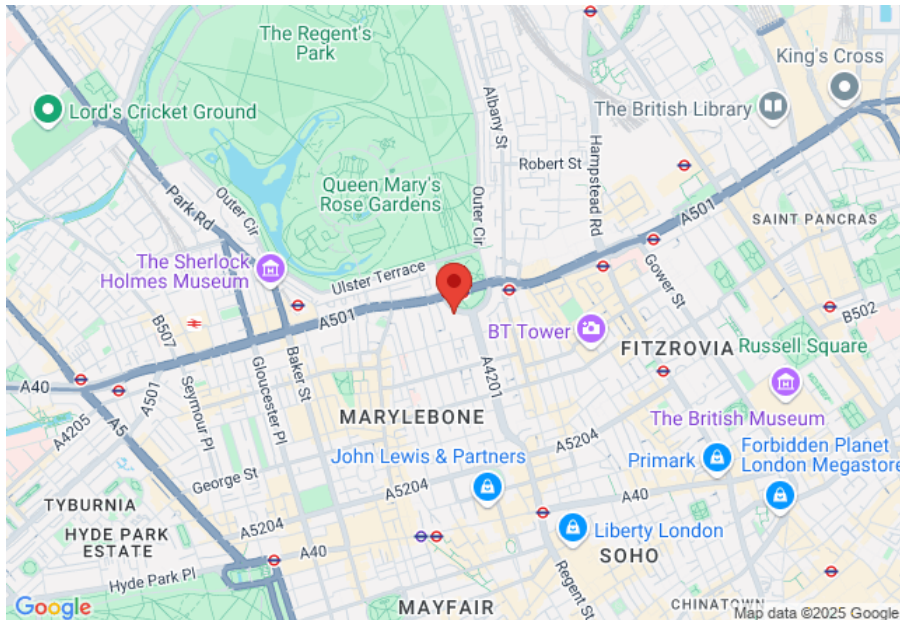 The Regent's
Park
King's Cross
Lord's Cricket Ground
The British Library
Albany St
Hampstead Rd
Robert St
Queen Mary's
Rose Gardens
Outer Cir
Outer Cir
Park Rd
A501
SAINT PANCRAS
The Sherlock
Holmes Museum
Ulster Terrace
Gower St
B502
A501
B507
BT Tower
FITZROVIA
Russell Square
A40
A501
Baker St
Gloucester Pl
Seymour Pl
A4201
The British Museum
A4205
A5
MARYLEBONE
A5204
John Lewis & Partners
Primark
Forbidden Planet
London Megastore
George St
A5204
A40
TYBURNIA
A5204
Liberty London
HYDE PARK
ESTATE
A40
SOHO
Hyde Park Pl
Regent St
Google
MAYFAIR
CHINATOWN
Map data ©2025 Google